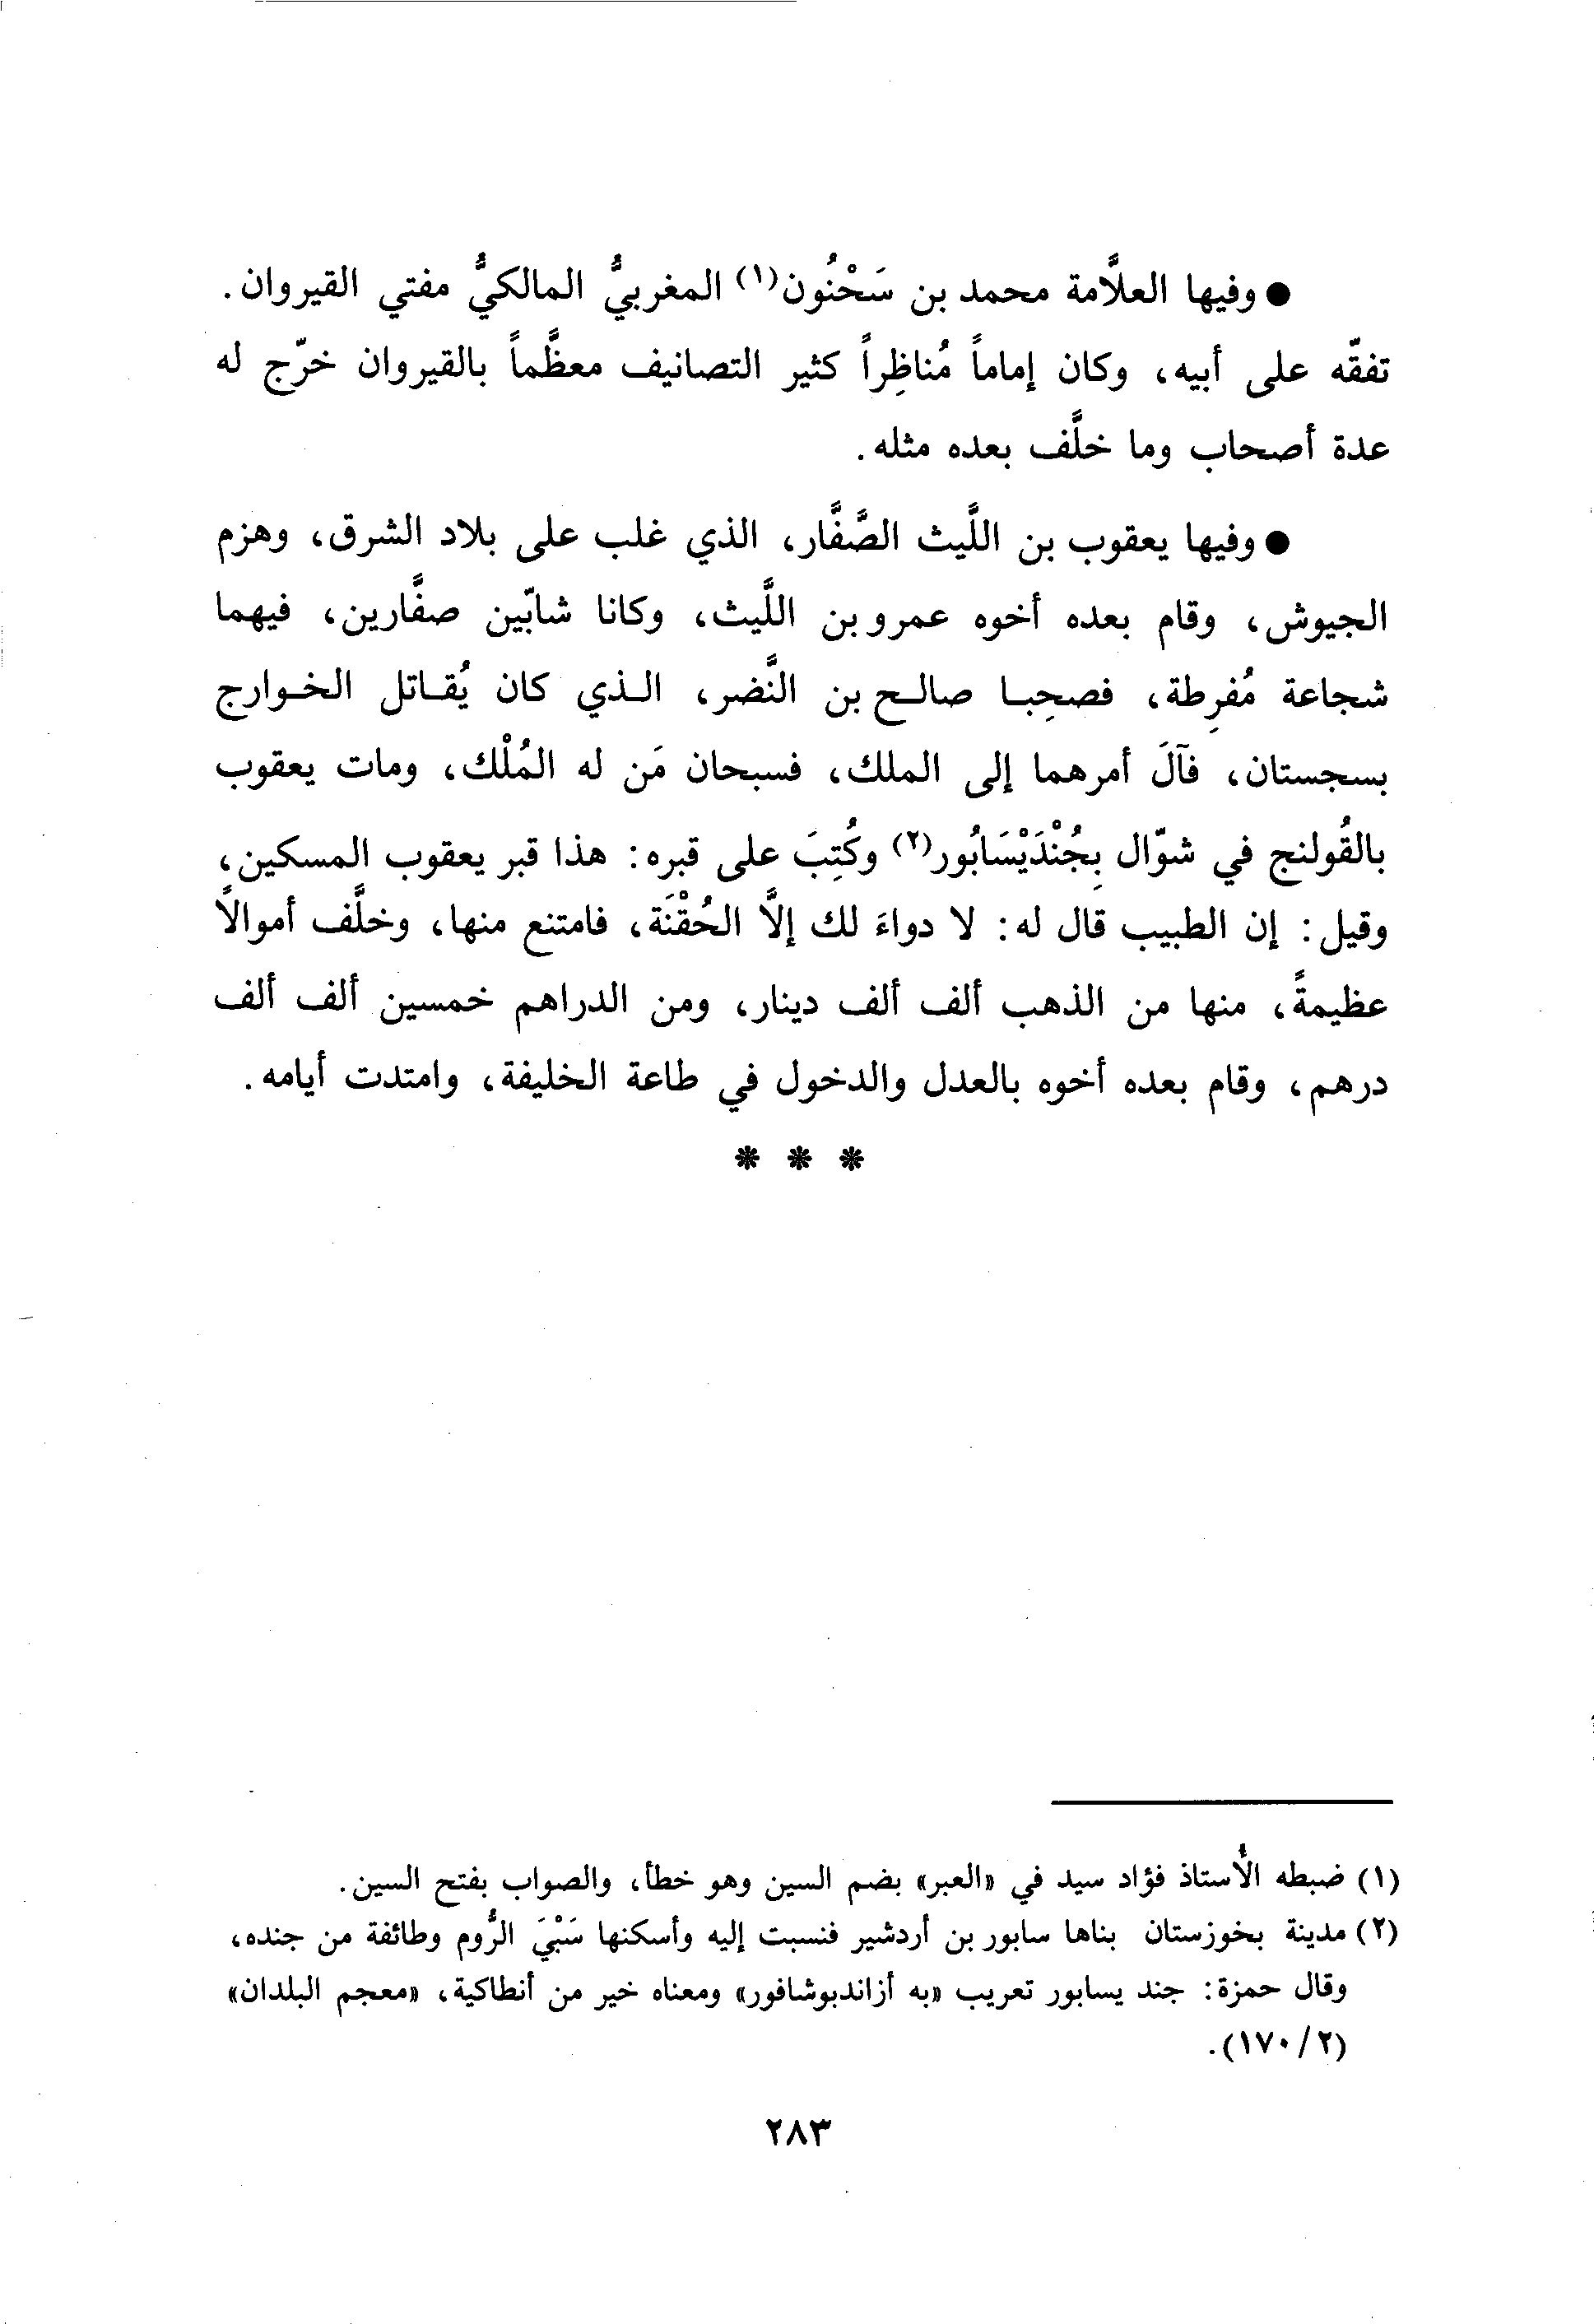 ● وفيها العلَّامة محمد بن سَحْنُون(١) المغربيُّ المالكيُّ مفتي القيروان.
تفقّه على أبيه، وكان إماماً مُناظِراً كثير التصانيف معظَّماً بالقيروان خرّج له
عدة أصحاب وما خلَّف بعده مثله.
● وفيها يعقوب بن اللَّيث الصَّفَّار، الذي غلب على بلاد الشرق، وهزم
الجيوش، وقام بعده أخوه عمرو بن اللَّيث، وكانا شابّين صفَّارين، فيهما
شجاعة مُفرِطة، فصحِبـا صالـح بن النَّضر، الـذي كان يُقـاتل الخـوارج
بسجستان، فآلَ أمرهما إلى الملك، فسبحان مَن له المُلْك، ومات يعقوب
بالقُولنج في شوّال بِجُنْدَيْسَابُور(٢) وكُتِبَ على قبره: هذا قبر يعقوب المسكين،
وقيل: إن الطبيب قال له: لا دواءَ لك إلَّا الحُقْنَة، فامتنع منها، وخلَّف أموالاً
عظيمةً، منها من الذهب ألف ألف دينار، ومن الدراهم خمسين ألف ألف
درهم، وقام بعده أخوه بالعدل والدخول في طاعة الخليفة، وامتدت أيامه.
* * *
(١) ضبطه الأُستاذ فؤاد سيد في «العبر» بضم السين وهو خطأ، والصواب بفتح السين.
(٢) مدينة بخوزستان بناها سابور بن أردشير فنسبت إليه وأسكنها سَبْيَ الرُّوم وطائفة من جنده،
وقال حمزة: جند يسابور تعريب «به أزاندبوشافور» ومعناه خير من أنطاكية، «معجم البلدان»
(٢/ ١٧٠).
٢٨٣